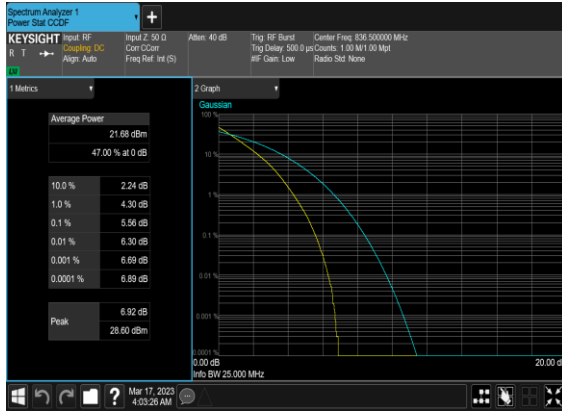 Spectrum Analyzer 1
Power Stat CCDF
+
KEYSIGHT
R T
LU
Input: RF
Coupling: DC
Align: Auto
Input Z: 50 Ω
Corr CCorr
Freq Ref: Int (S)
Atten: 40 dB
Trig: RF Burst
Trig Delay: 500.0 µs
#IF Gain: Low
Center Freq: 836.500000 MHz
Counts: 1.00 M/1.00 Mpt
Radio Std: None
1 Metrics
Average Power
21.68 dBm
47.00 % at 0 dB
10.0 % 2.24 dB
1.0 % 4.30 dB
0.1 % 5.56 dB
0.01 % 6.30 dB
0.001 % 6.69 dB
0.0001 % 6.89 dB
Peak
6.92 dB
28.60 dBm
2 Graph
Gaussian
100 %
10 %
1 %
0.1 %
0.01 %
0.001 %
0.0001 %
0.00 dB
20.00 d
Info BW 25.000 MHz
?
Mar 17, 2023
4:03:26 AM